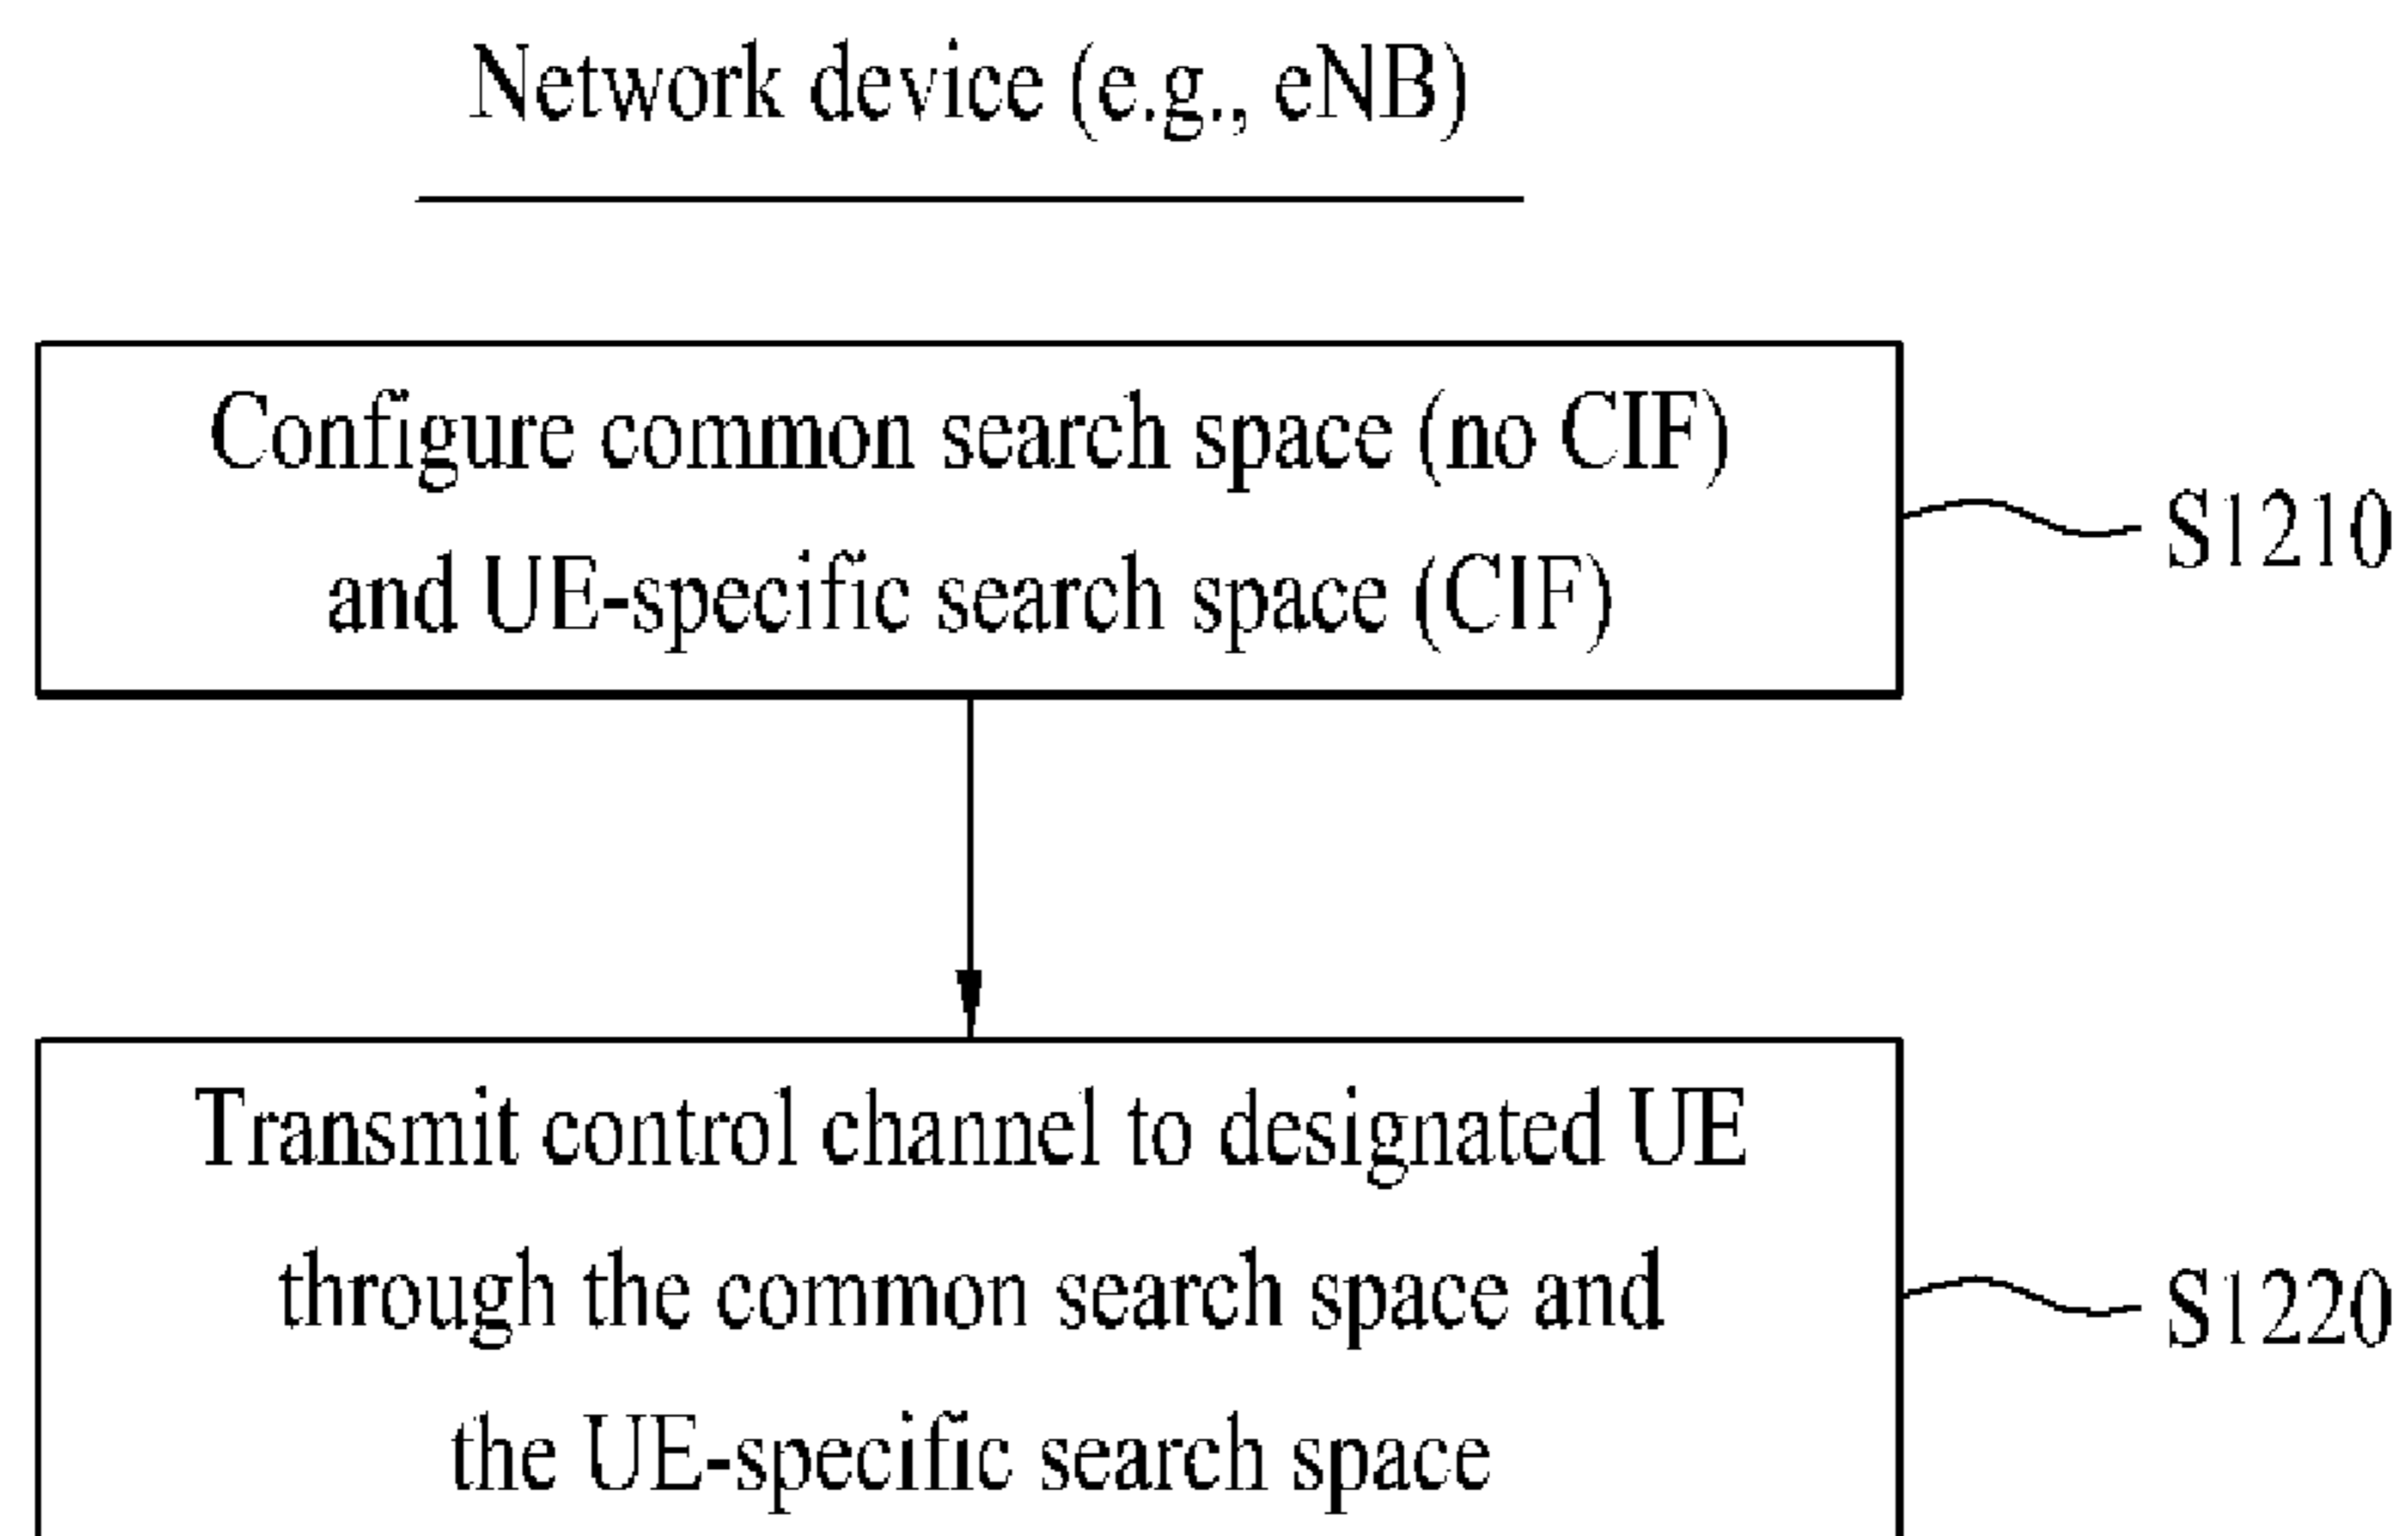 Network device (e.g., eNB)
Configure common search space (no CIF)
and UE-specific search space (CIF)
S1210
Transmit control channel to designated UE
through the common search space and
the UE-specific search space
S1220